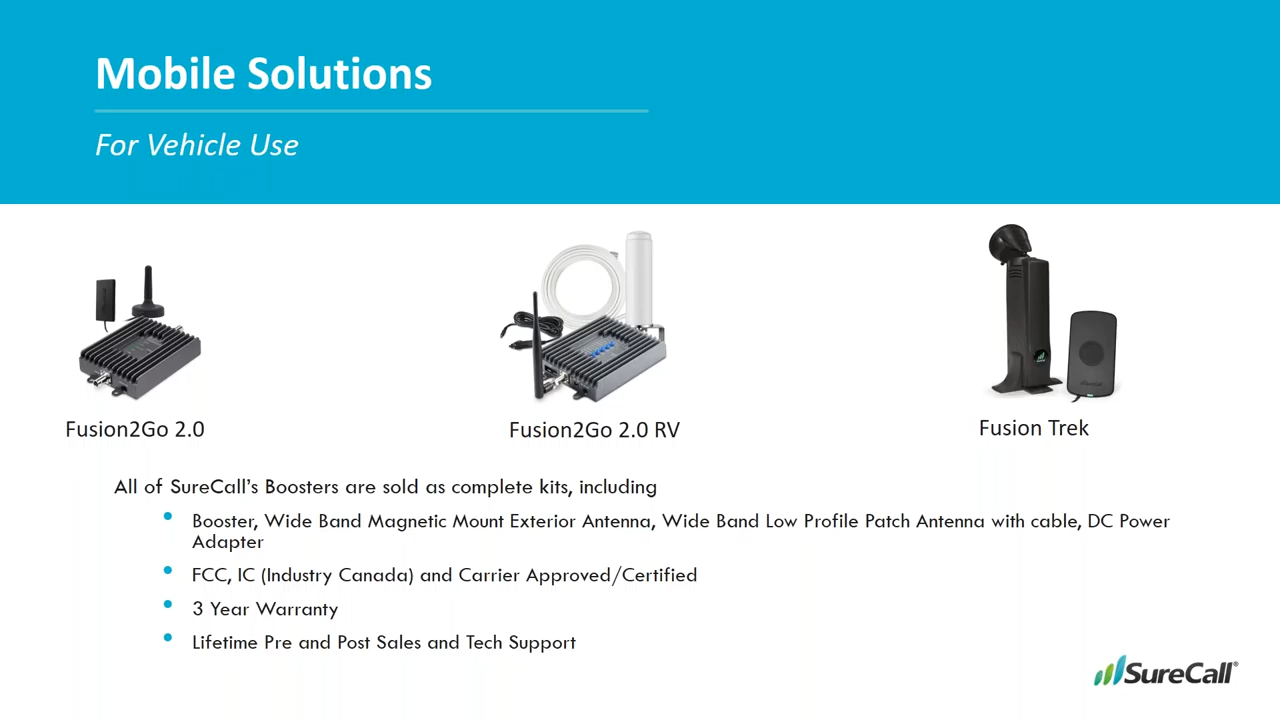 Mobile Solutions
For Vehicle Use
Fusion2Go 2.0
Fusion2Go 2.0 RV
Fusion Trek
All of SureCall's Boosters are sold as complete kits, including
• Booster, Wide Band Magnetic Mount Exterior Antenna, Wide Band Low Profile Patch Antenna with cable, DC Power
Adapter
• FCC, IC (Industry Canada) and Carrier Approved/Certified
• 3 Year Warranty
• Lifetime Pre and Post Sales and Tech Support
SureCall®